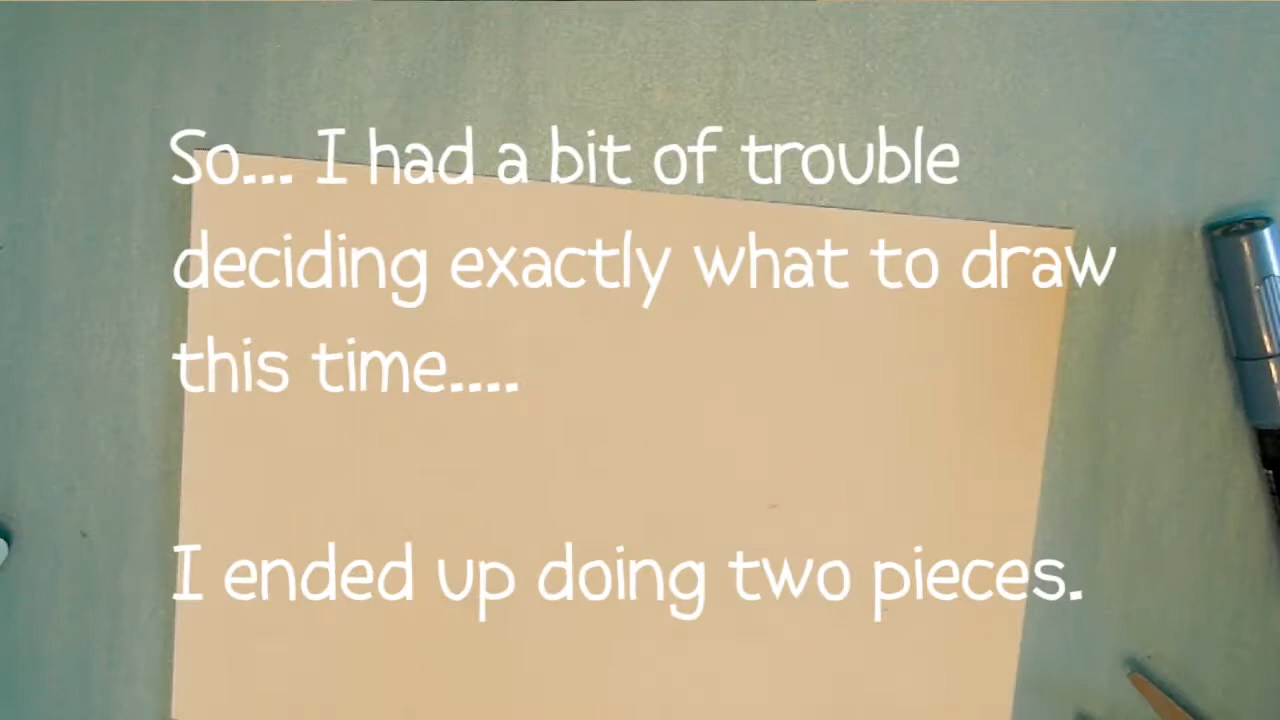 So... I had a bit of trouble
deciding exactly what to draw
this time....
I ended up doing two pieces.